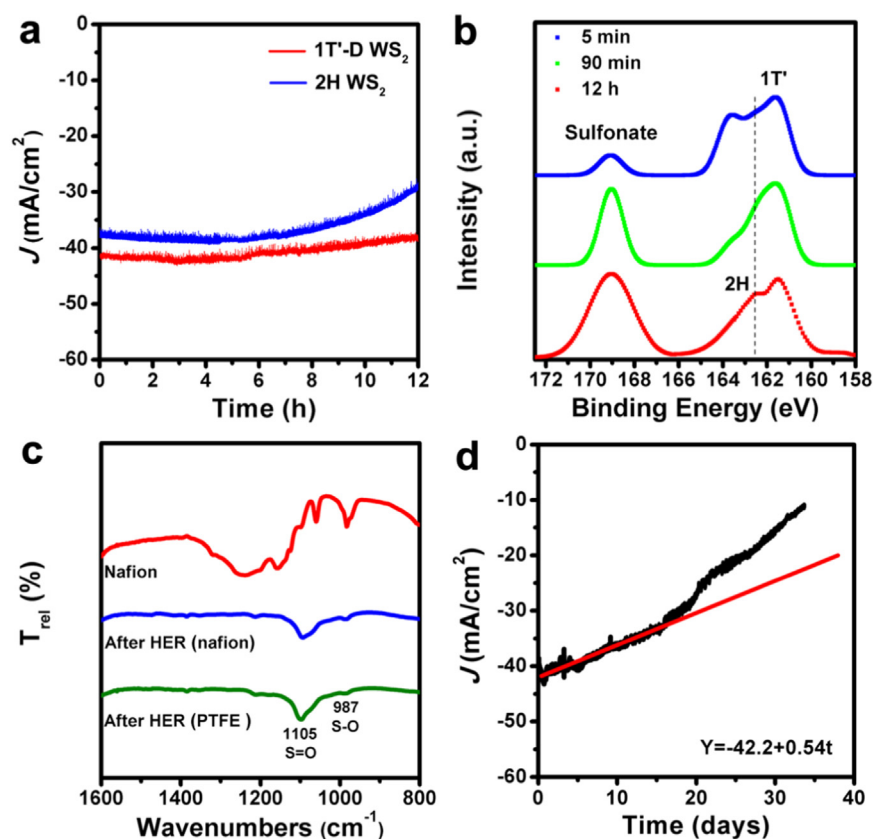 a
0
-10
-20
-30
-40
-50
-60
J (mA/cm²)
1T'-D WS₂
2H WS₂
0 2 4 6 8 10 12
Time (h)
b
5 min
90 min
12 h
1T'
Sulfonate
2H
Intensity (a.u.)
172 170 168 166 164 162 160 158
Binding Energy (eV)
c
Nafion
After HER (nafion)
After HER (PTFE )
1105
S=O
987
S-O
T_rel (%)
1600 1400 1200 1000 800
Wavenumbers (cm⁻¹)
d
0
-10
-20
-30
-40
-50
-60
J (mA/cm²)
Y=-42.2+0.54t
0 10 20 30 40
Time (days)